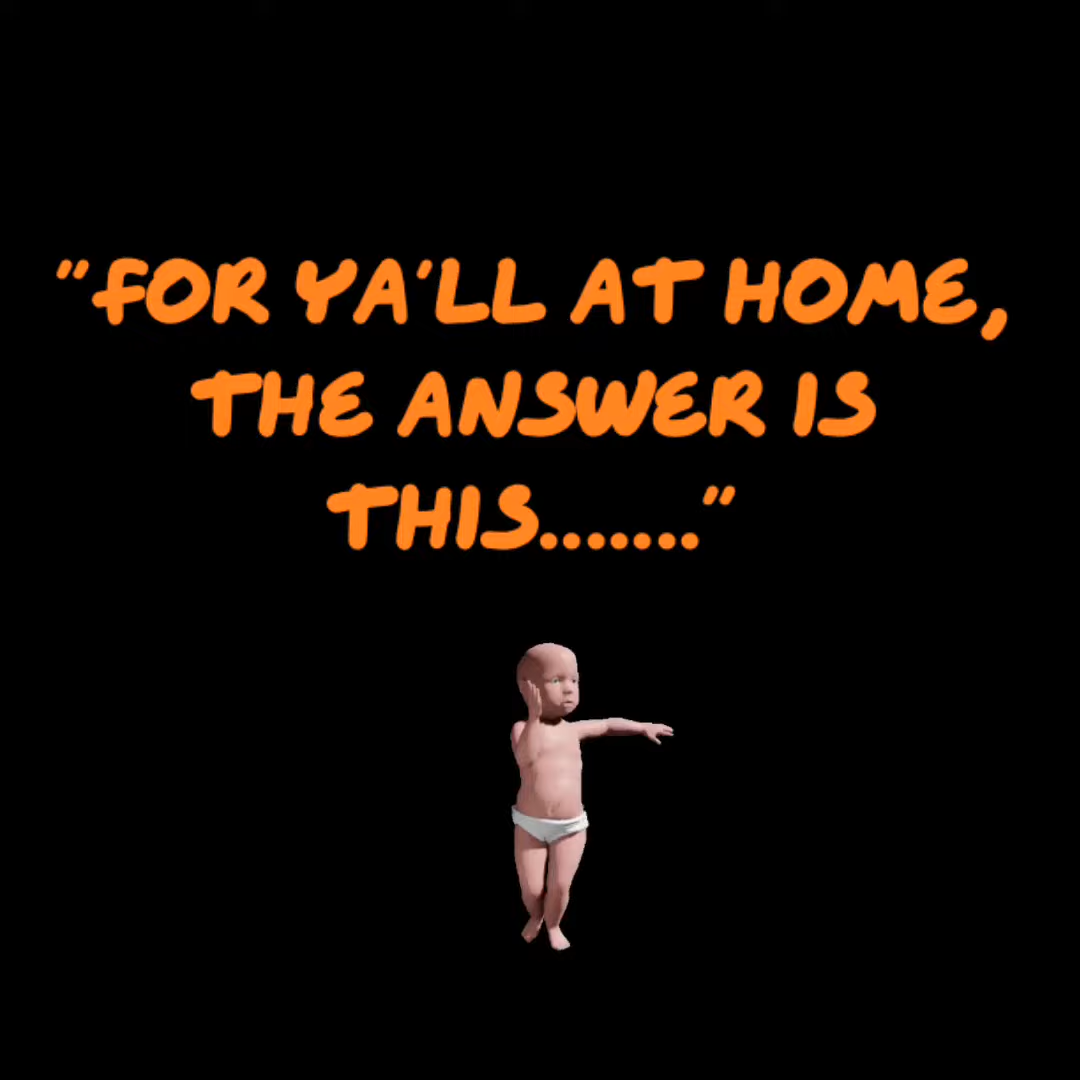 "FOR YA'LL AT HOME,
THE ANSWER IS
THIS......."